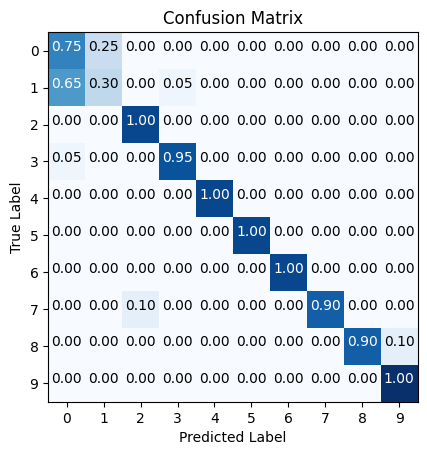 Confusion Matrix
0 0.75 0.25 0.00 0.00 0.00 0.00 0.00 0.00 0.00 0.00
1 0.65 0.30 0.00 0.05 0.00 0.00 0.00 0.00 0.00 0.00
2 0.00 0.00 1.00 0.00 0.00 0.00 0.00 0.00 0.00 0.00
3 0.05 0.00 0.00 0.95 0.00 0.00 0.00 0.00 0.00 0.00
4 0.00 0.00 0.00 0.00 1.00 0.00 0.00 0.00 0.00 0.00
True Label
5 0.00 0.00 0.00 0.00 0.00 1.00 0.00 0.00 0.00 0.00
6 0.00 0.00 0.00 0.00 0.00 0.00 1.00 0.00 0.00 0.00
7 0.00 0.00 0.10 0.00 0.00 0.00 0.00 0.90 0.00 0.00
8 0.00 0.00 0.00 0.00 0.00 0.00 0.00 0.00 0.90 0.10
9 0.00 0.00 0.00 0.00 0.00 0.00 0.00 0.00 0.00 1.00
0 1 2 3 4 5 6 7 8 9
Predicted Label